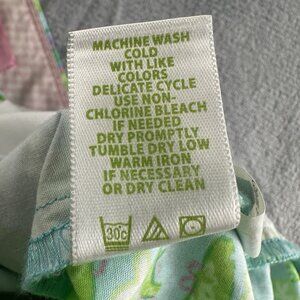 MACHINE WASH
COLD
WITH LIKE
COLORS
DELICATE CYCLE
USE NON-
CHLORINE BLEACH
IF NEEDED
DRY PROMPTLY
TUMBLE DRY LOW
WARM IRON
IF NECESSARY
OR DRY CLEAN
30c